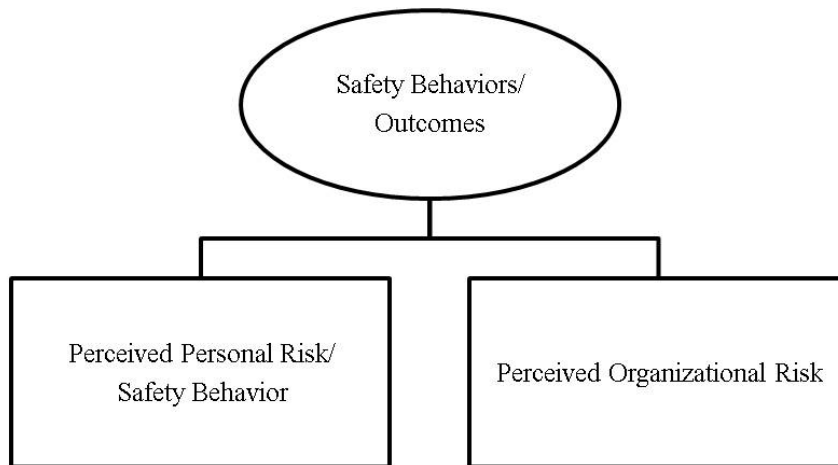 Safety Behaviors/
Outcomes
Perceived Personal Risk/
Safety Behavior
Perceived Organizational Risk